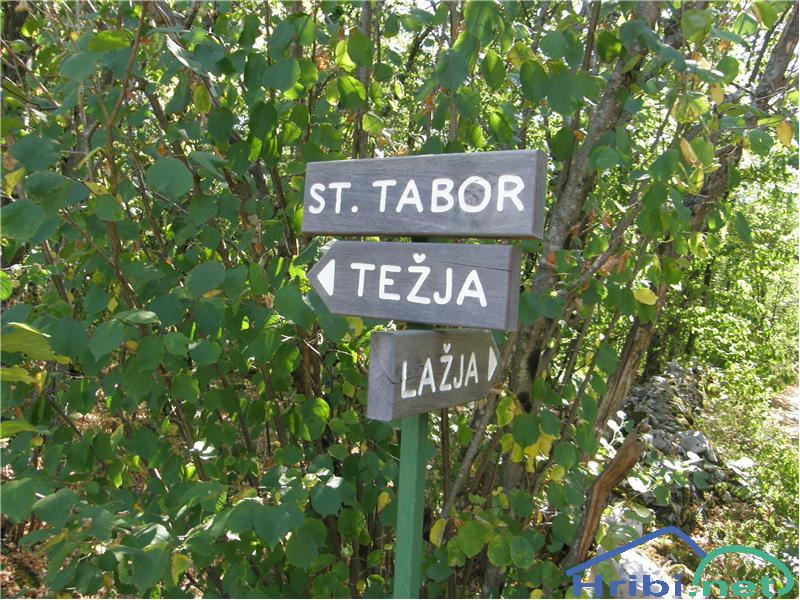 ST. TABOR
TEŽJA
LAŽJA
Hribi.net